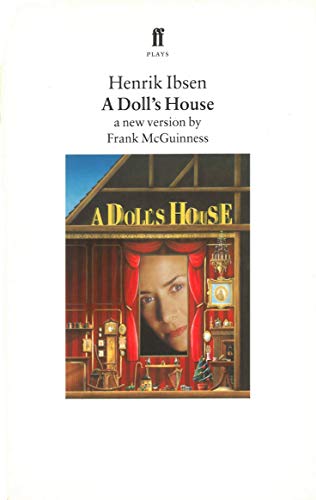 ff
PLAYS
Henrik Ibsen
A Doll's House
a new version by
Frank McGuinness
A DOLL'S HOUSE